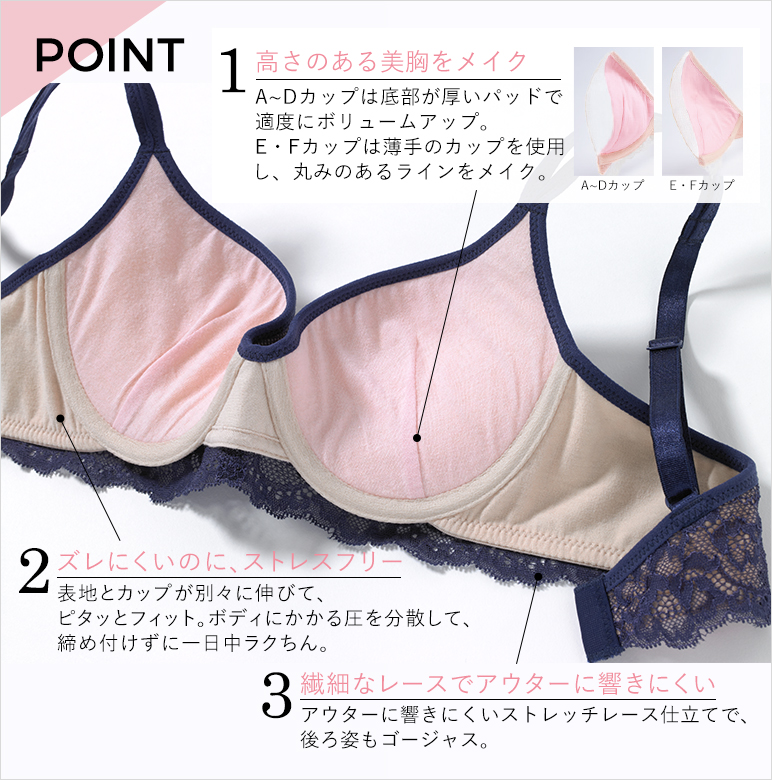 POINT
1
高さのある美胸をメイク
A~Dカップは底部が厚いパッドで
適度にボリュームアップ。
E・Fカップは薄手のカップを使用
し、丸みのあるラインをメイク。
A~Dカップ
E・Fカップ
2
ズレにくいのに、ストレスフリー
表地とカップが別々に伸びて、
ピタッとフィット。ボディにかかる圧を分散して、
締め付けずに一日中ラクちん。
3
繊細なレースでアウターに響きにくい
アウターに響きにくいストレッチレース仕立てで、
後ろ姿もゴージャス。